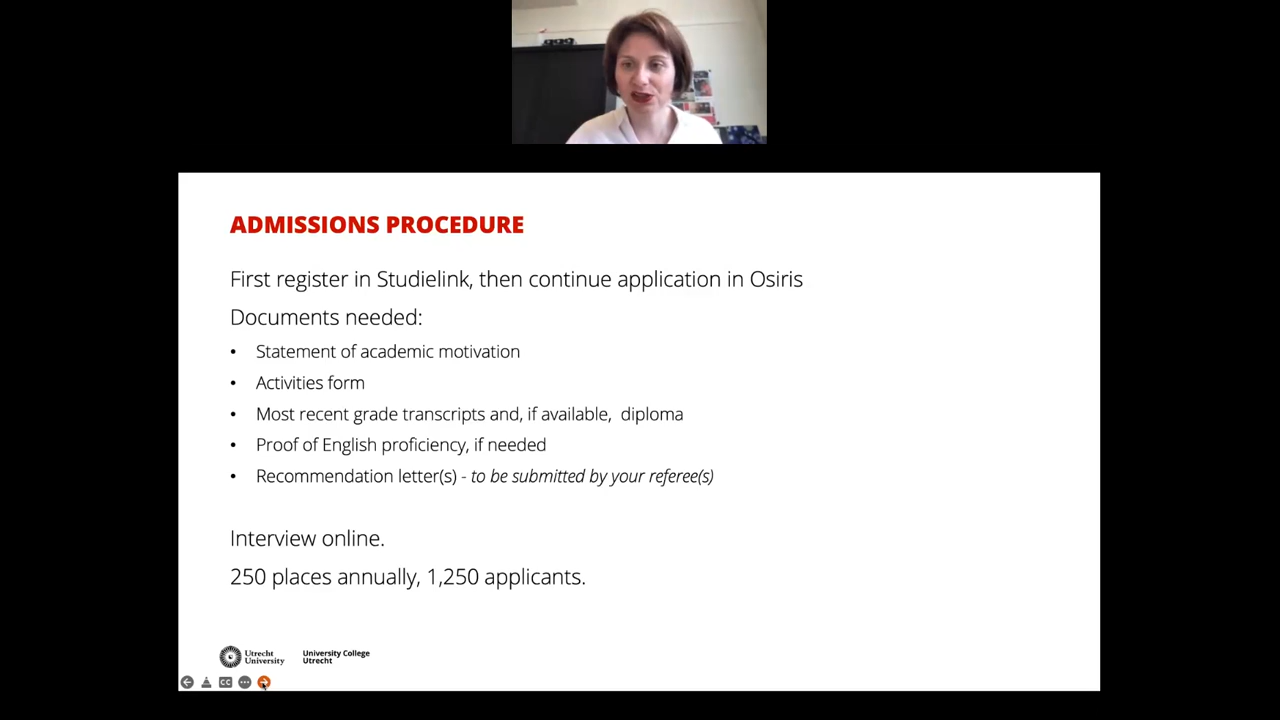 ADMISSIONS PROCEDURE
First register in Studielink, then continue application in Osiris
Documents needed:
• Statement of academic motivation
• Activities form
• Most recent grade transcripts and, if available, diploma
• Proof of English proficiency, if needed
• Recommendation letter(s) - to be submitted by your referee(s)
Interview online.
250 places annually, 1,250 applicants.
Utrecht
University
University College
Utrecht
CC